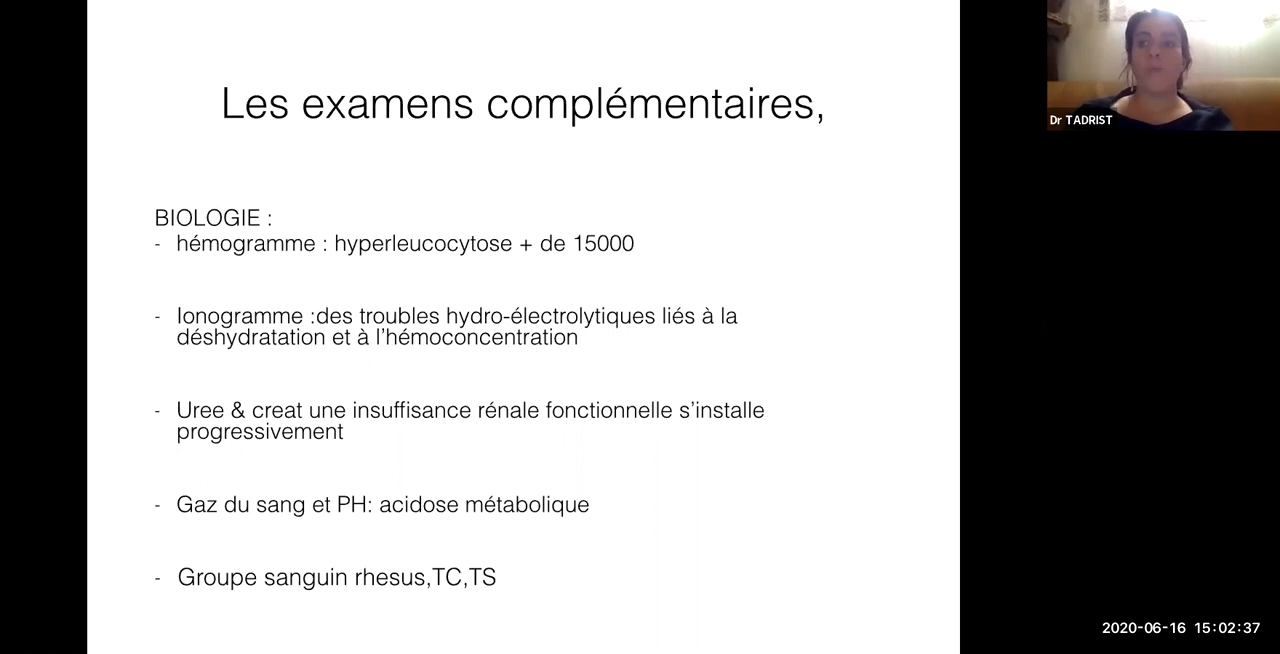 Les examens complémentaires,
Dr TADRIST
BIOLOGIE :
- hémogramme : hyperleucocytose + de 15000
- Ionogramme :des troubles hydro-électrolytiques liés à la
déshydratation et à l’hémoconcentration
- Uree & creat une insuffisance rénale fonctionnelle s’installe
progressivement
- Gaz du sang et PH: acidose métabolique
- Groupe sanguin rhesus,TC,TS
2020-06-16 15:02:37